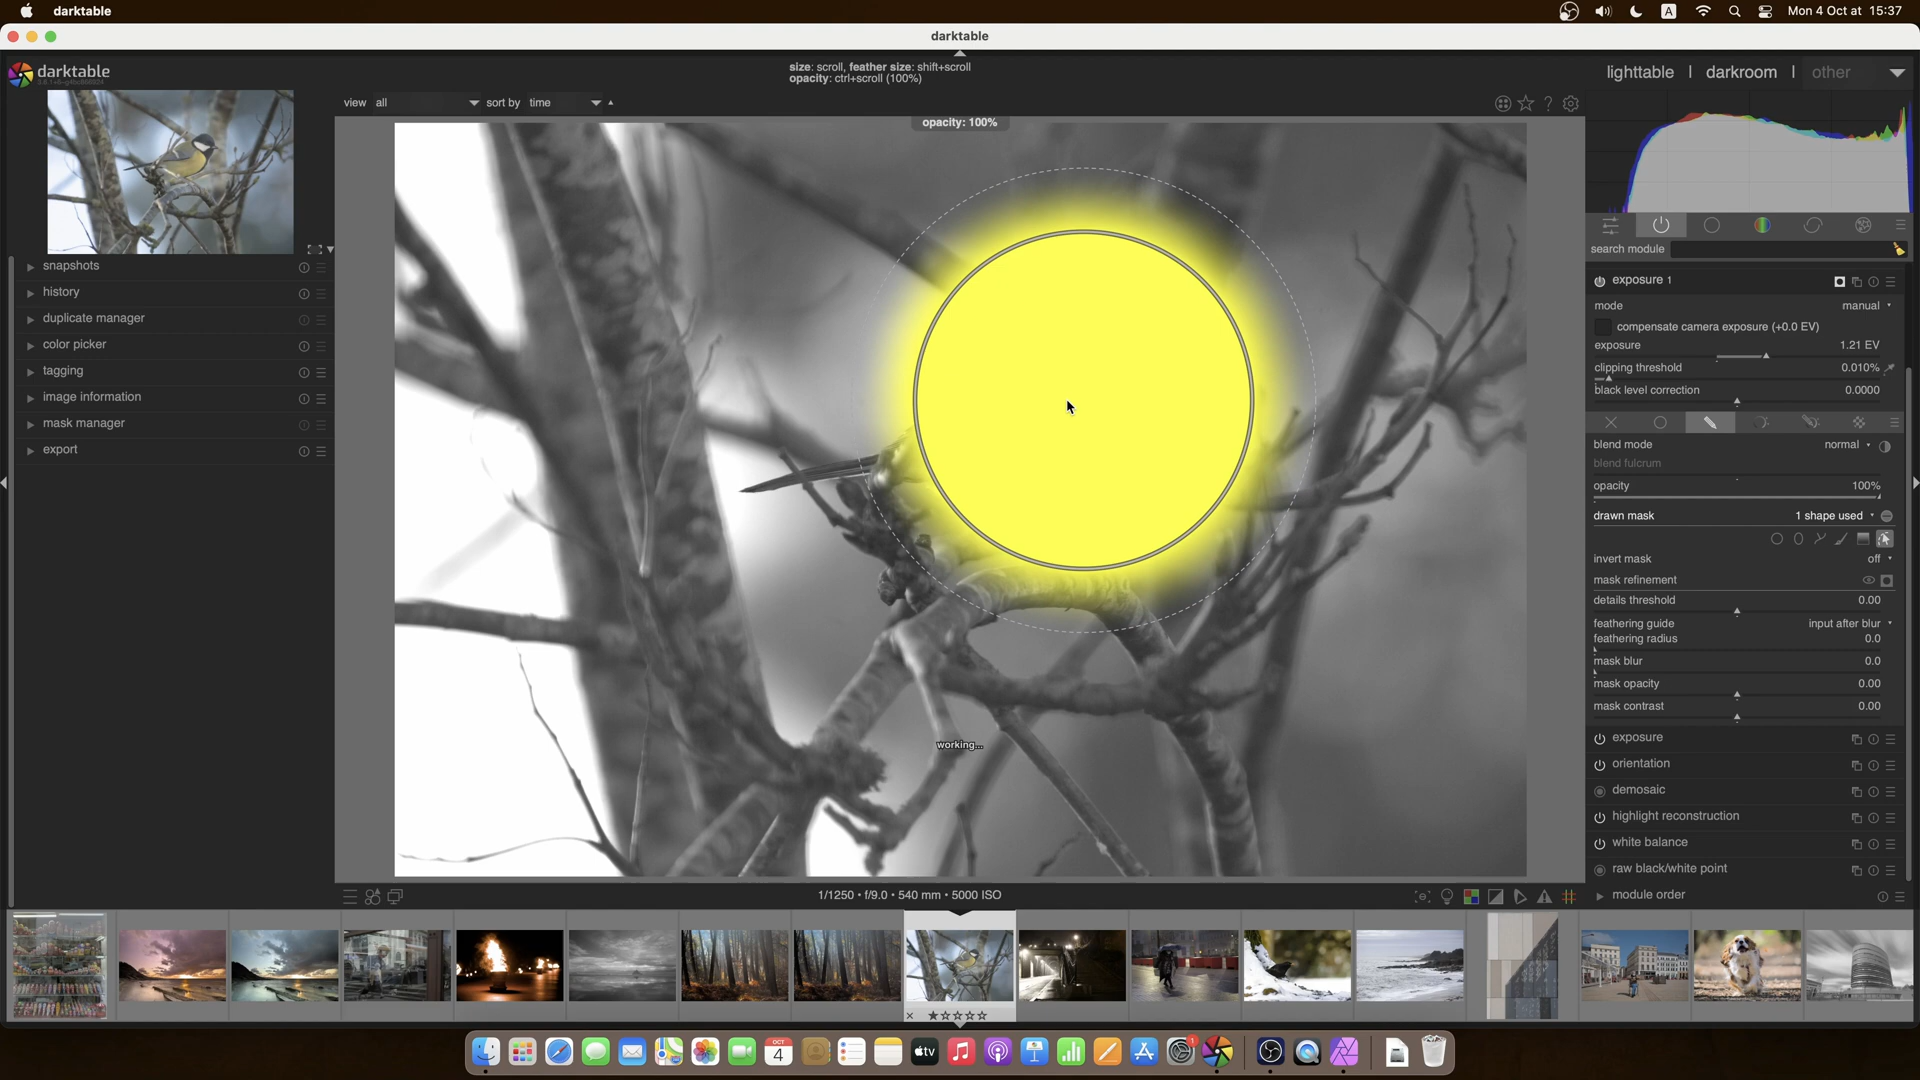 darktable
A
Mon 4 Oct at 15:37
darktable
darktable
size: scroll, feather size: shift+scroll
opacity: ctrl+scroll (100%)
lighttable | darkroom | other
view all sort by time
opacity: 100%
search module
snapshots
history
duplicate manager
color picker
tagging
image information
mask manager
export
exposure 1
mode manual
compensate camera exposure (+0.0 EV)
exposure 1.21 EV
clipping threshold 0.010%
black level correction 0.0000
blend mode normal
blend fulcrum
opacity 100%
drawn mask 1 shape used
invert mask off
mask refinement
details threshold 0.00
feathering guide input after blur
feathering radius 0.0
mask blur 0.0
mask opacity 0.00
mask contrast 0.00
exposure
orientation
demosaic
highlight reconstruction
white balance
raw black/white point
module order
working...
1/1250 • f/9.0 • 540 mm • 5000 ISO
OCT
4
tv
1